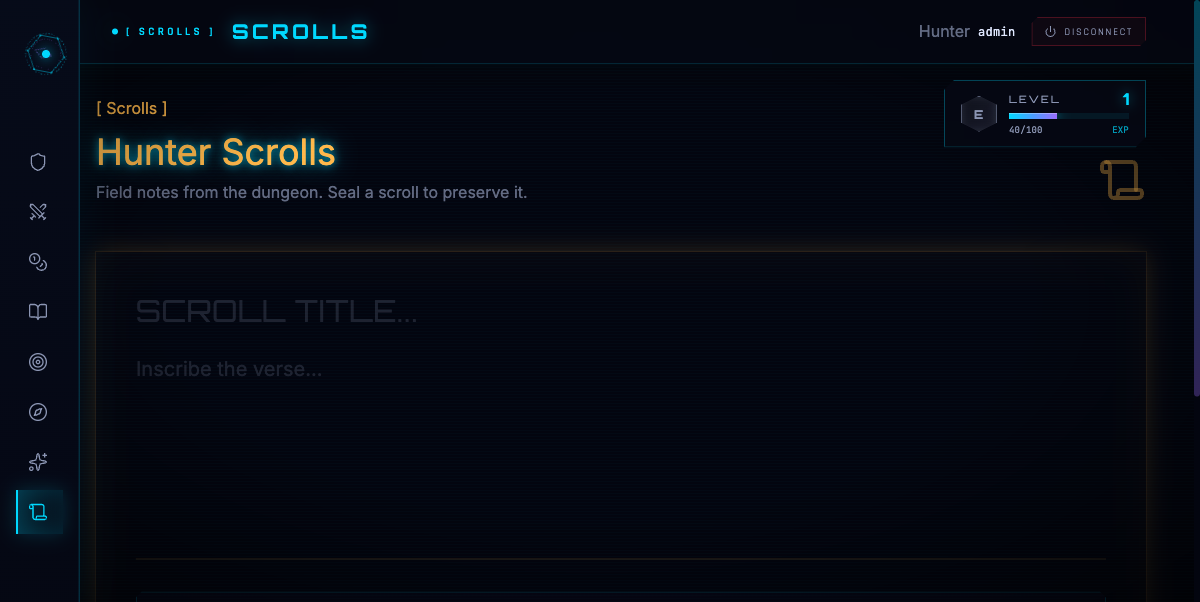 [ SCROLLS ] SCROLLS
Hunter admin DISCONNECT
[ Scrolls ]
Hunter Scrolls
Field notes from the dungeon. Seal a scroll to preserve it.
E LEVEL 1
40/100 EXP
SCROLL TITLE...
Inscribe the verse...